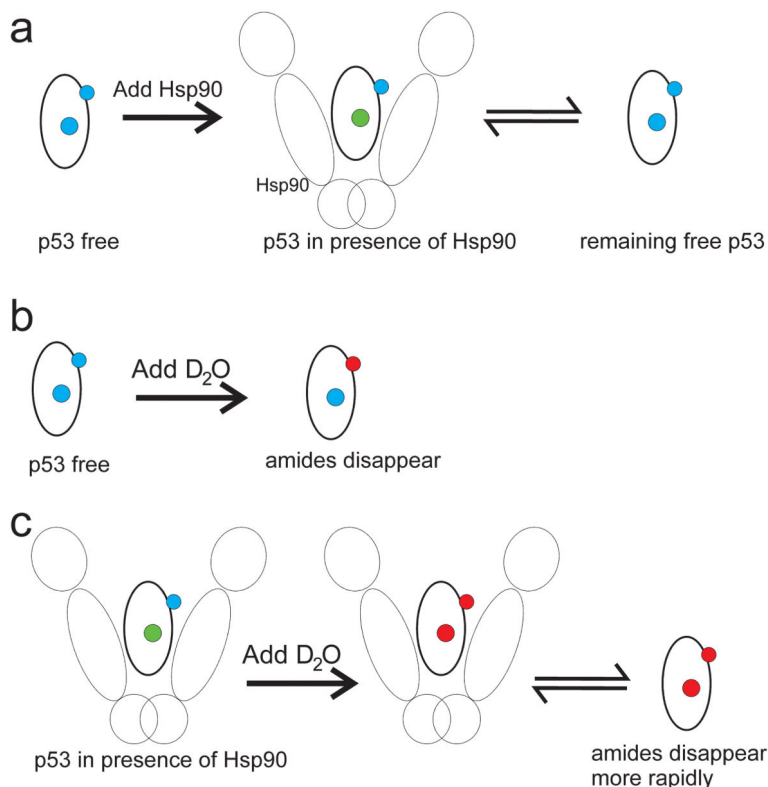 a
Add Hsp90
Hsp90
p53 free
p53 in presence of Hsp90
remaining free p53
b
Add D₂O
p53 free
amides disappear
c
Add D₂O
p53 in presence of Hsp90
amides disappear
more rapidly